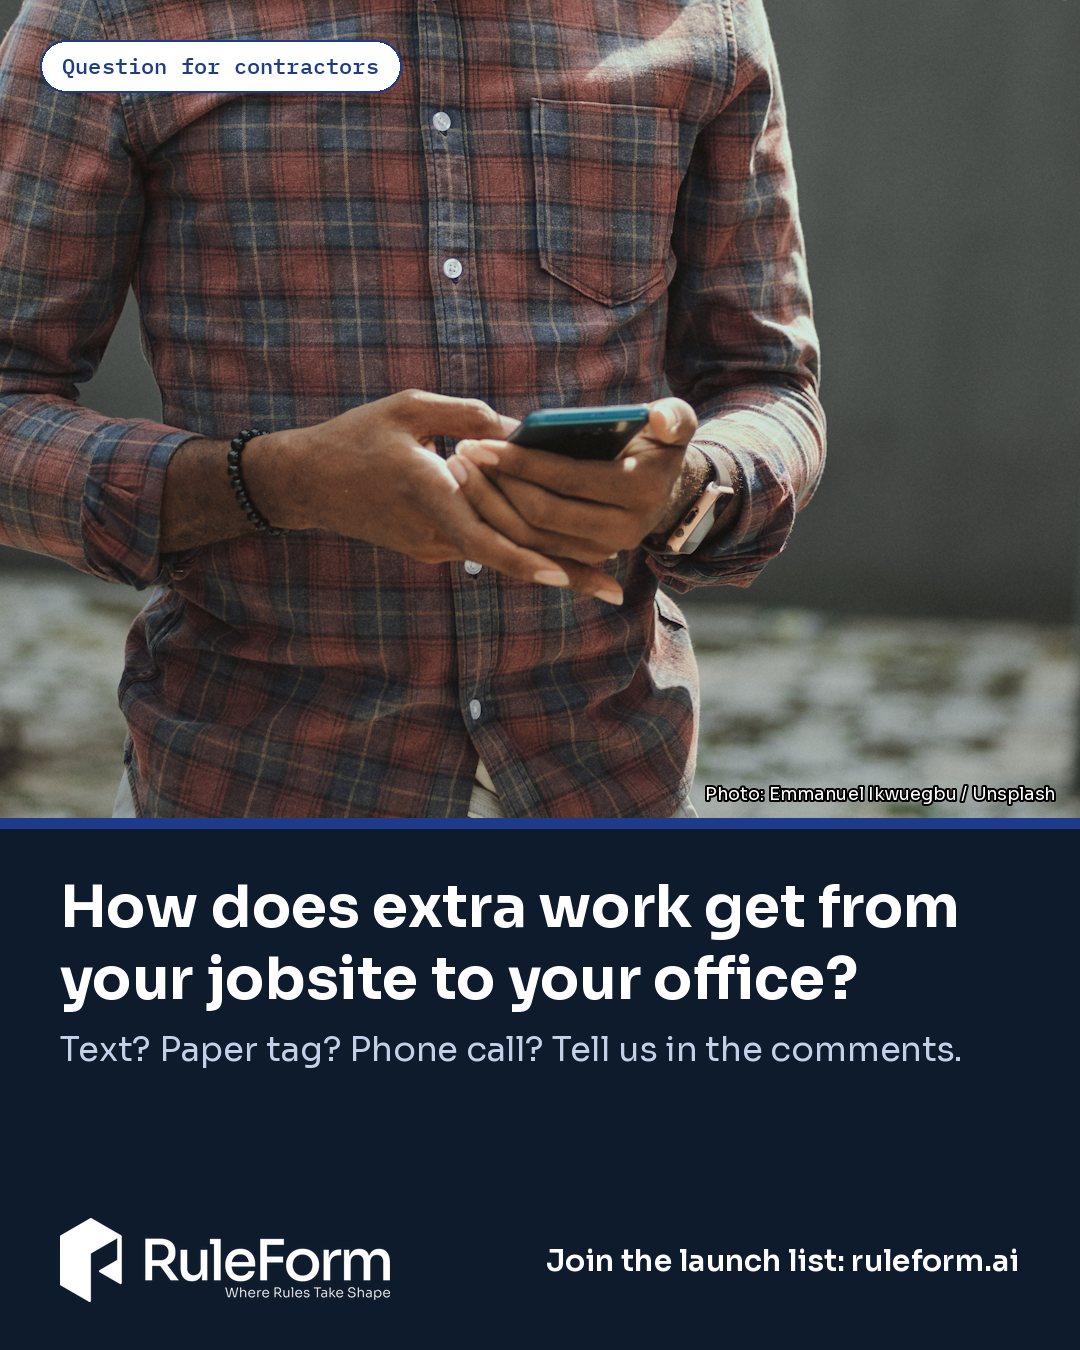 Question for contractors
Photo: Emmanuel Ikwuegbu / Unsplash
How does extra work get from
your jobsite to your office?
Text? Paper tag? Phone call? Tell us in the comments.
RuleForm
Where Rules Take Shape
Join the launch list: ruleform.ai